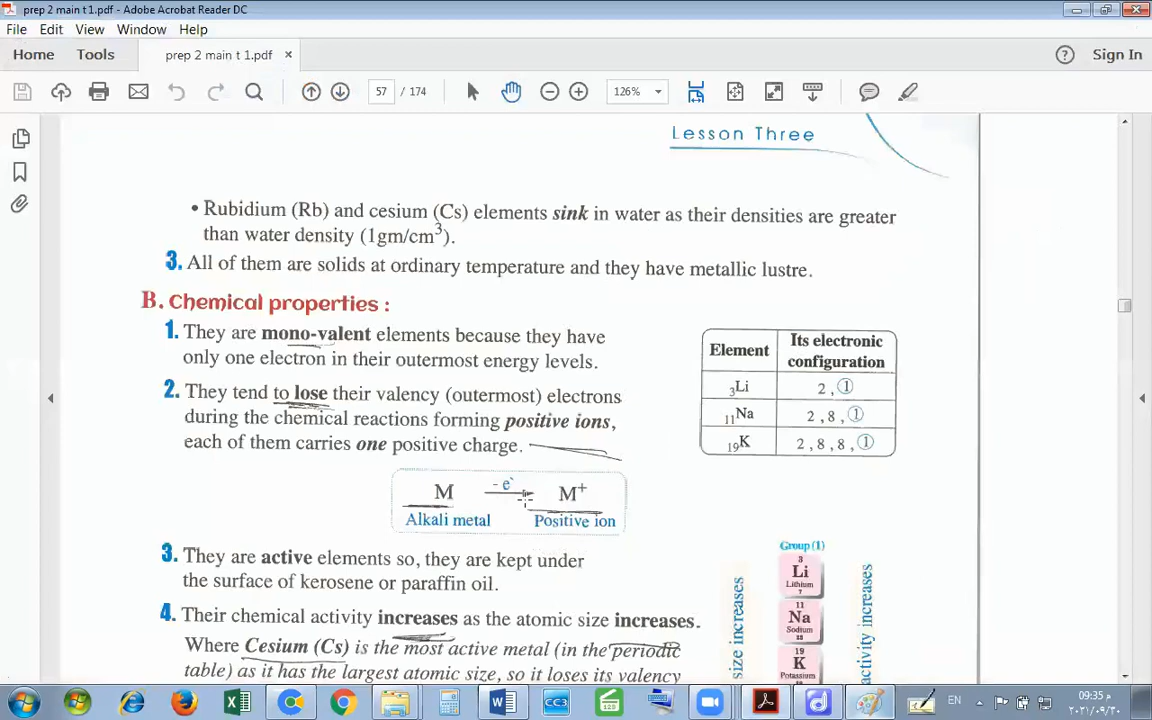 prep 2 main t 1.pdf - Adobe Acrobat Reader DC
File Edit View Window Help
Home Tools prep 2 main t 1.pdf × Sign In
57 / 174 126%
Lesson Three
• Rubidium (Rb) and cesium (Cs) elements sink in water as their densities are greater
than water density (1gm/cm³).
3. All of them are solids at ordinary temperature and they have metallic lustre.
B. Chemical properties :
1. They are mono-valent elements because they have
only one electron in their outermost energy levels.
2. They tend to lose their valency (outermost) electrons
during the chemical reactions forming positive ions,
each of them carries one positive charge.
Element Its electronic
configuration
₃Li 2 , 1
₁₁Na 2 , 8 , 1
₁₉K 2 , 8 , 8 , 1
M - e⁻ M⁺
Alkali metal Positive ion
3. They are active elements so, they are kept under
the surface of kerosene or paraffin oil.
4. Their chemical activity increases as the atomic size increases.
Where Cesium (Cs) is the most active metal (in the periodic
table) as it has the largest atomic size, so it loses its valency
Group (1)
3
Li
Lithium
7
11
Na
Sodium
23
19
K
Potassium
size increases
activity increases
EN
09:35 م
٢٠٢١/٠٩/٣٠